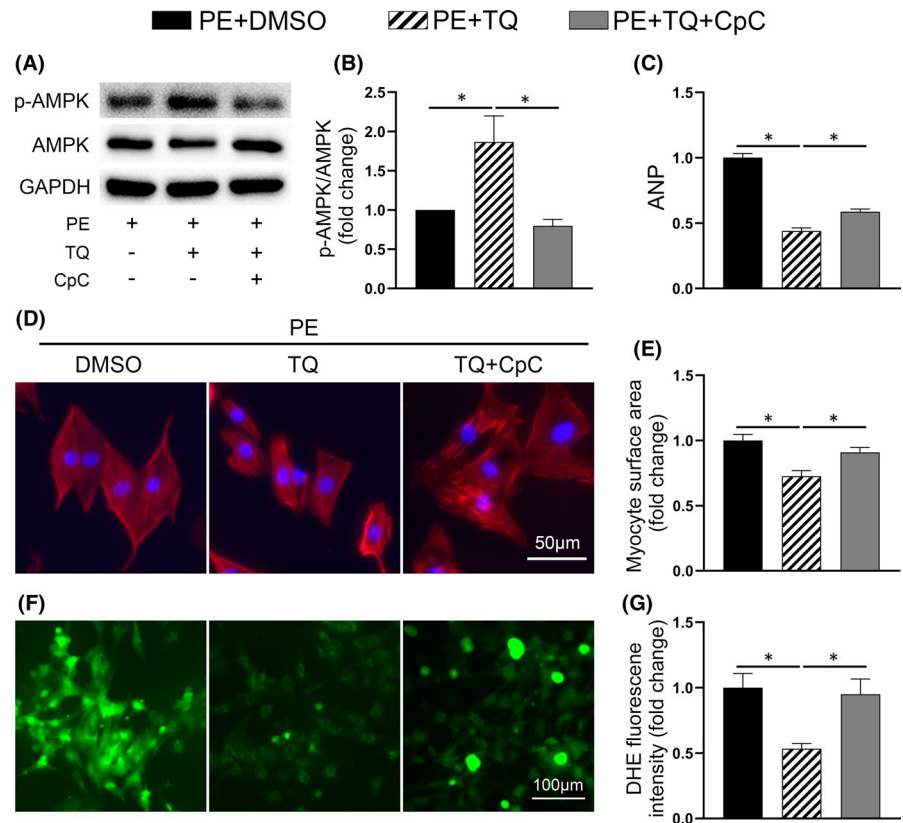 PE+DMSO PE+TQ PE+TQ+CpC
(A)
p-AMPK
AMPK
GAPDH
PE + + +
TQ - + +
CpC - - +
(B)
p-AMPK/AMPK
(fold change)
2.5
2.0
1.5
1.0
0.5
0.0
* *
(C)
ANP
1.5
1.0
0.5
0.0
* *
(D)
PE
DMSO TQ TQ+CpC
50μm
(E)
Myocyte surface area
(fold change)
1.5
1.0
0.5
0.0
* *
(F)
100μm
(G)
DHE fluorescene
intensity (fold change)
1.5
1.0
0.5
0.0
* *